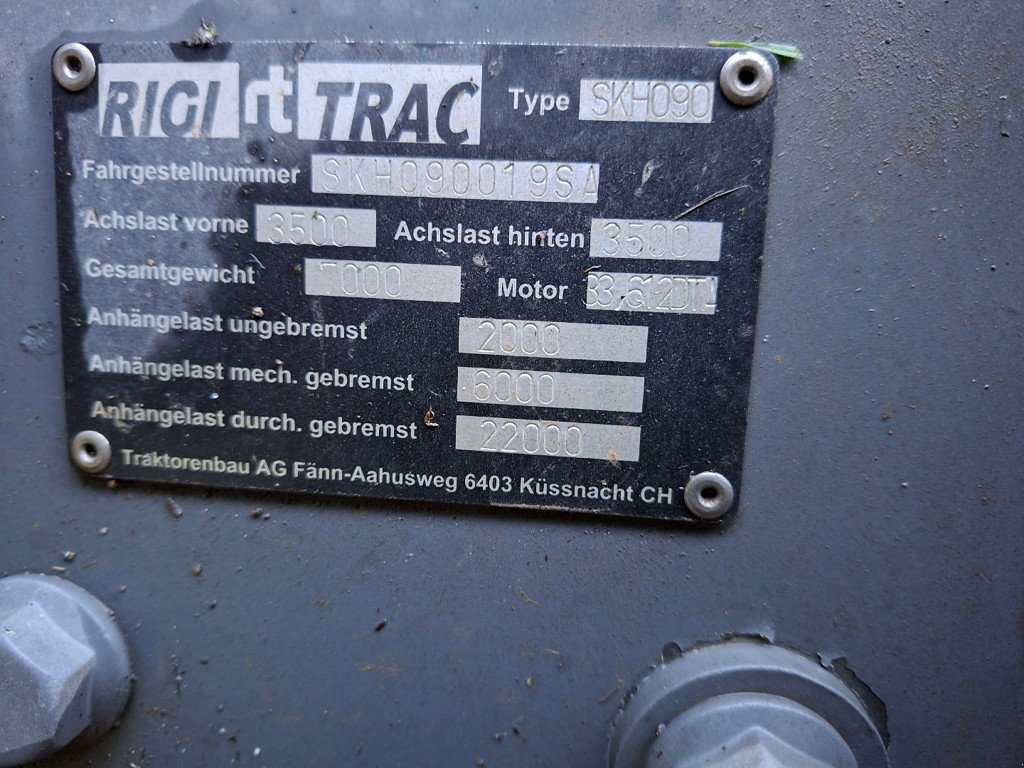 RIGI rt TRAC Type SKH090
Fahrgestellnummer SKH090019SA
Achslast vorne 3500 Achslast hinten 3500
Gesamtgewicht 7000 Motor
Anhängelast ungebremst 2000
Anhängelast mech. gebremst 6000
Anhängelast durch. gebremst 22000
Traktorenbau AG Fänn-Aahusweg 6403 Küssnacht CH